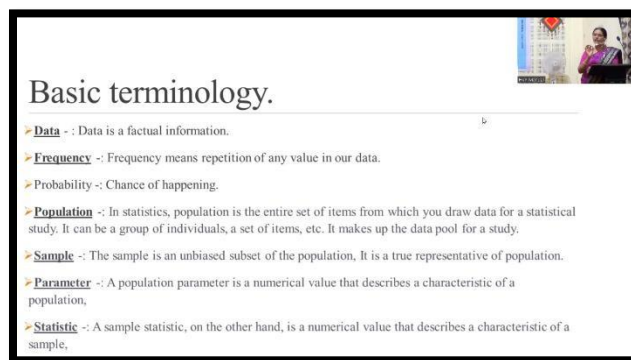 Basic terminology.
➢Data - : Data is a factual information.
➢Frequency -: Frequency means repetition of any value in our data.
➢Probability -: Chance of happening.
➢Population -: In statistics, population is the entire set of items from which you draw data for a statistical
study. It can be a group of individuals, a set of items, etc. It makes up the data pool for a study.
➢Sample -: The sample is an unbiased subset of the population, It is a true representative of population.
➢Parameter -: A population parameter is a numerical value that describes a characteristic of a
population,
➢Statistic -: A sample statistic, on the other hand, is a numerical value that describes a characteristic of a
sample,